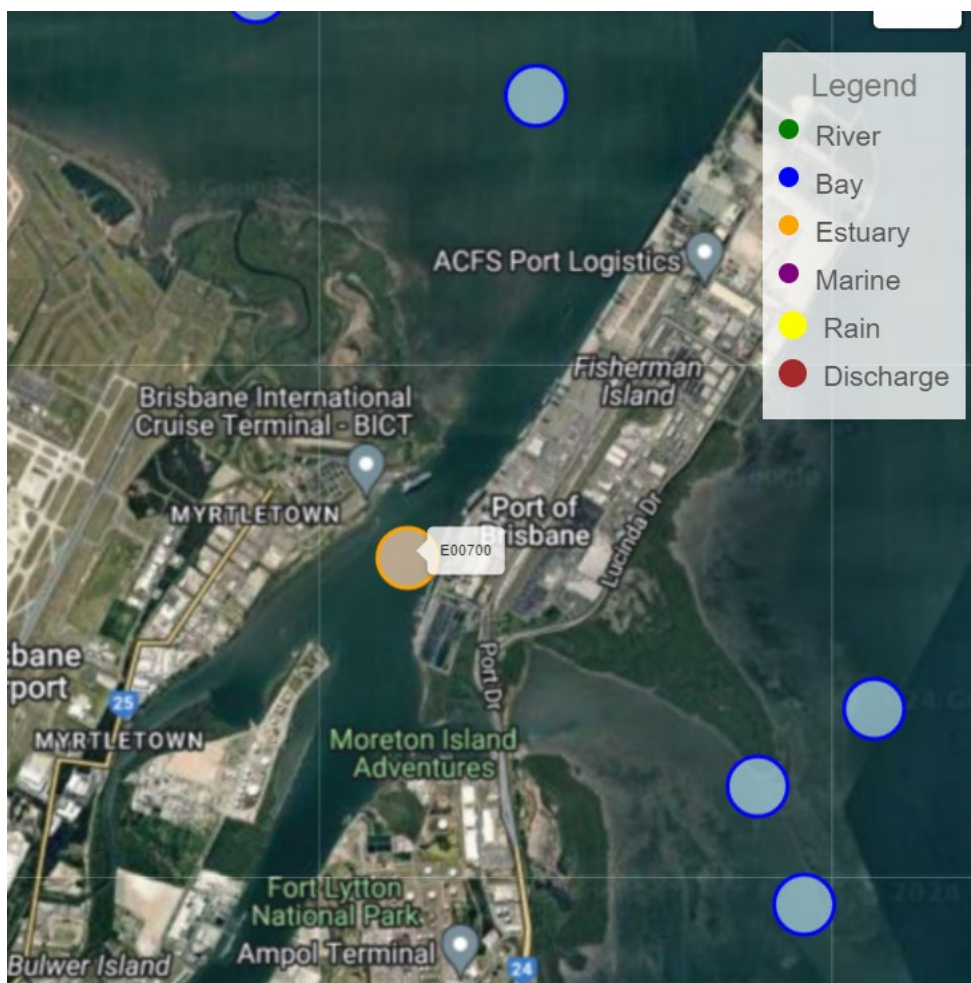 Legend
River
Bay
Estuary
Marine
Rain
Discharge
ACFS Port Logistics
Fisherman
Island
Brisbane International
Cruise Terminal - BICT
MYRTLETOWN
Port of
Brisbane
E00700
Lucinda Dr
Port Dr
sbane
rport
25
MYRTLETOWN
Moreton Island
Adventures
Fort Lytton
National Park
Ampol Terminal
Bulwer Island
24